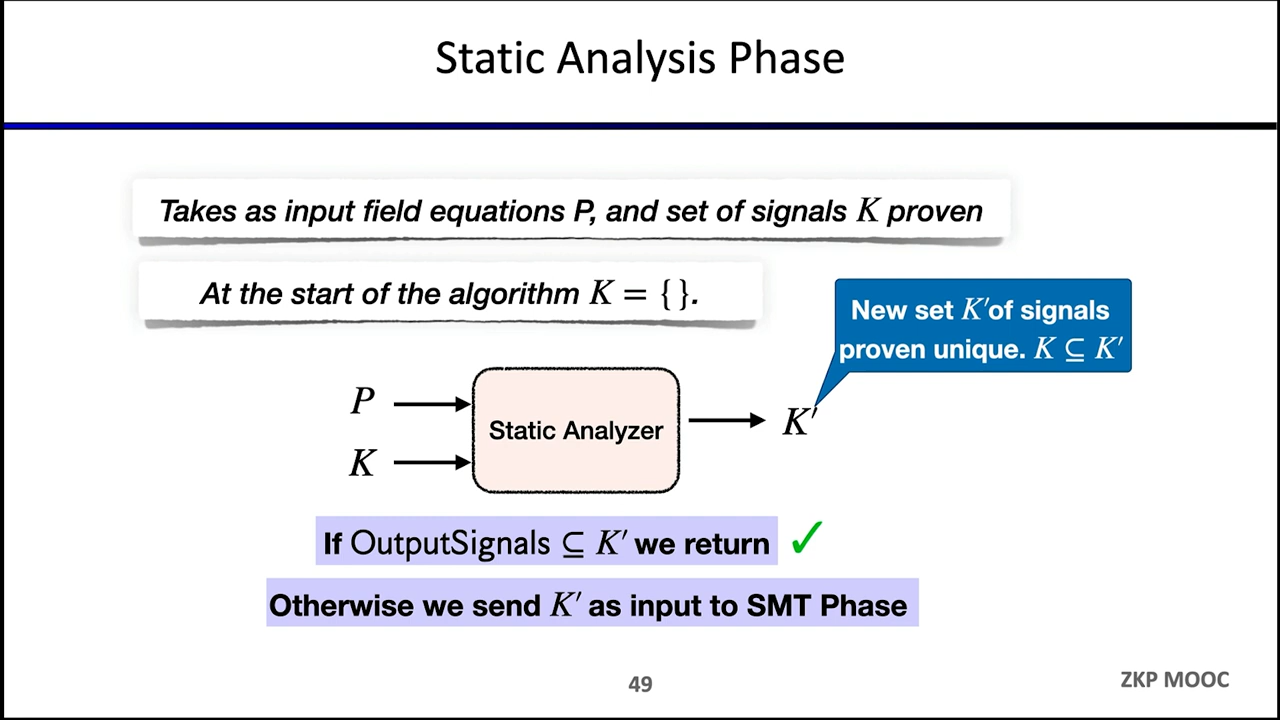 Static Analysis Phase
Takes as input field equations P, and set of signals K proven
At the start of the algorithm K = { }.
New set K′of signals
proven unique. K ⊆ K′
P
K
Static Analyzer
K′
If OutputSignals ⊆ K′ we return ✓
Otherwise we send K′ as input to SMT Phase
49
ZKP MOOC